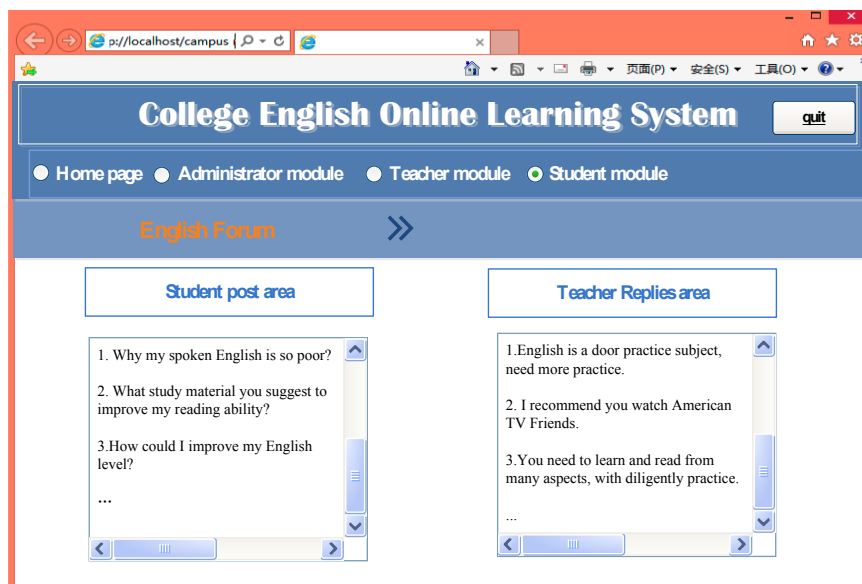 p://localhost/campus
页面(P) 安全(S) 工具(O)
College English Online Learning System
quit
Home page Administrator module Teacher module Student module
English Forum
Student post area
Teacher Replies area
1. Why my spoken English is so poor?
2. What study material you suggest to
improve my reading ability?
3.How could I improve my English
level?
...
1.English is a door practice subject,
need more practice.
2. I recommend you watch American
TV Friends.
3.You need to learn and read from
many aspects, with diligently practice.
...